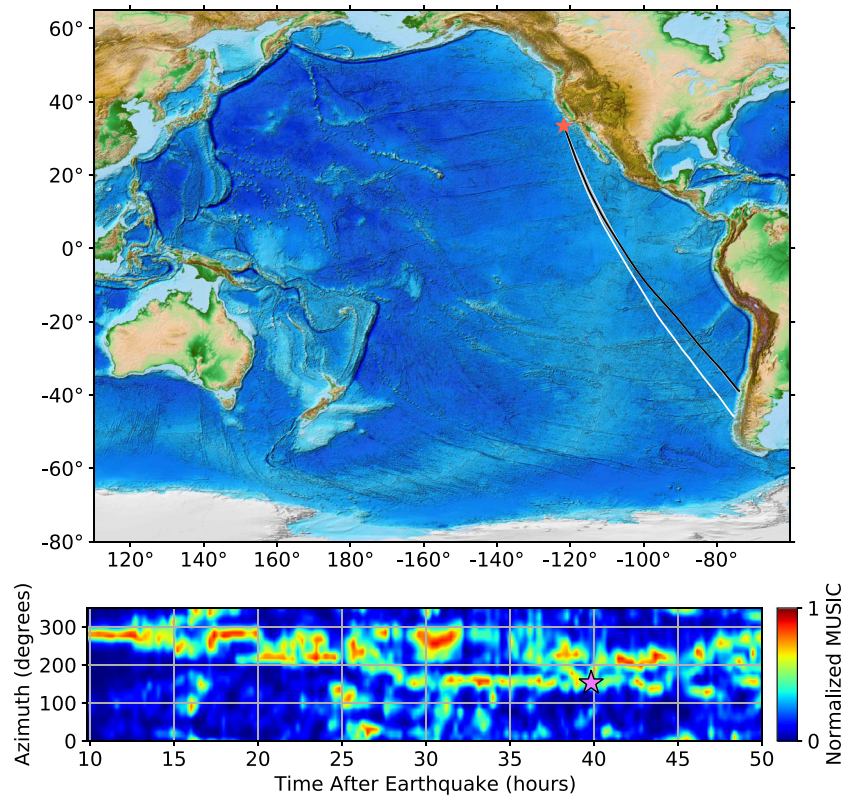 60°
40°
20°
0°
-20°
-40°
-60°
-80°
120° 140° 160° 180° -160° -140° -120° -100° -80°
Azimuth (degrees)
300
200
100
0
10 15 20 25 30 35 40 45 50
Time After Earthquake (hours)
1
0
Normalized MUSIC